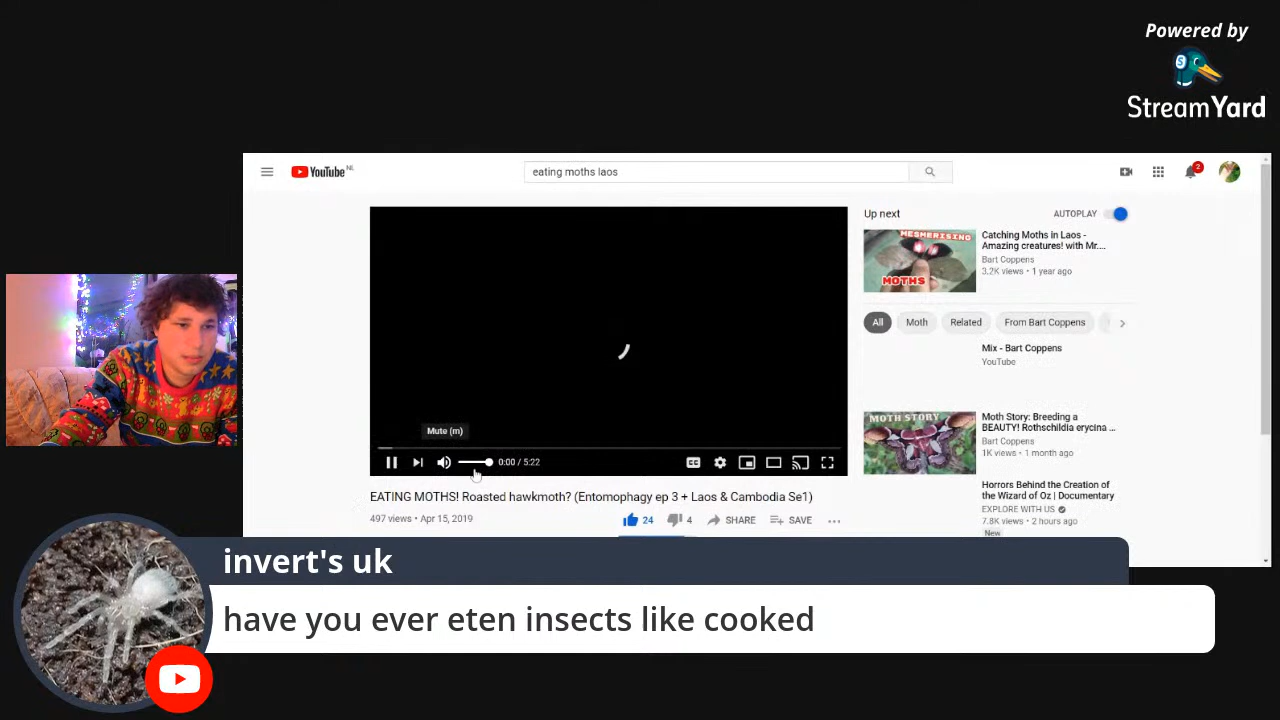 Powered by
StreamYard
YouTube NL
eating moths laos
2
Up next
AUTOPLAY
MESMERISING
MOTHS
Catching Moths in Laos -
Amazing creatures! with Mr....
Bart Coppens
3.2K views • 1 year ago
All
Moth
Related
From Bart Coppens
Mix - Bart Coppens
YouTube
MOTH STORY
Moth Story: Breeding a
BEAUTY! Rothschildia erycina ...
Bart Coppens
1K views • 1 month ago
Horrors Behind the Creation of
the Wizard of Oz | Documentary
EXPLORE WITH US
7.8K views • 2 hours ago
New
Mute (m)
0:00 / 5:22
CC
EATING MOTHS! Roasted hawkmoth? (Entomophagy ep 3 + Laos & Cambodia Se1)
497 views • Apr 15, 2019
24
4
SHARE
SAVE
invert's uk
have you ever eten insects like cooked